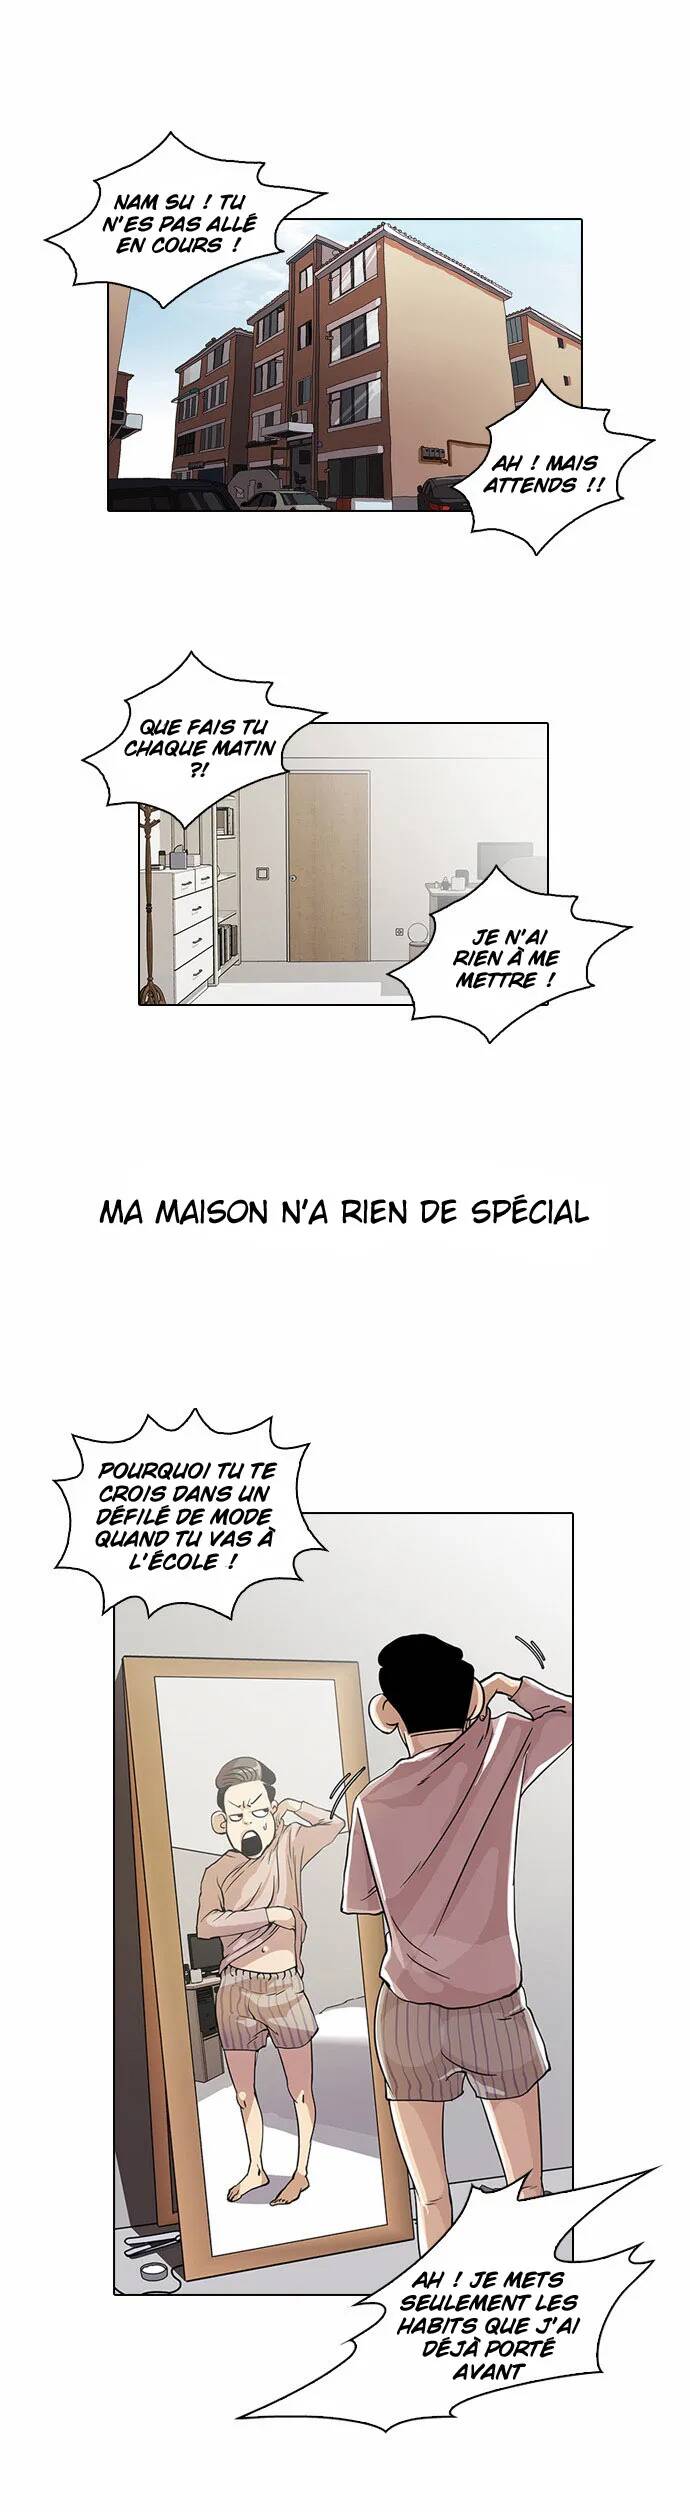 NAM SU ! TU
N'ES PAS ALLÉ
EN COURS !
AH ! MAIS
ATTENDS !!
QUE FAIS TU
CHAQUE MATIN
?!
JE N'AI
RIEN À ME
METTRE !
MA MAISON N'A RIEN DE SPÉCIAL
POURQUOI TU TE
CROIS DANS UN
DÉFILÉ DE MODE
QUAND TU VAS À
L'ÉCOLE !
AH ! JE METS
SEULEMENT LES
HABITS QUE J'AI
DÉJÀ PORTÉ
AVANT